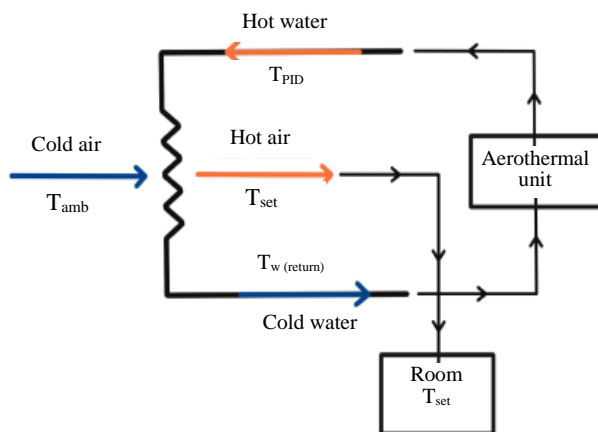 Hot water
T_PID
Cold air
T_amb
Hot air
T_set
Aerothermal
unit
T_w (return)
Cold water
Room
T_set